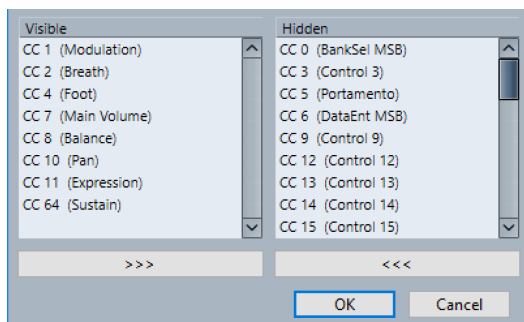 Visible
CC 1 (Modulation)
CC 2 (Breath)
CC 4 (Foot)
CC 7 (Main Volume)
CC 8 (Balance)
CC 10 (Pan)
CC 11 (Expression)
CC 64 (Sustain)
>>>
Hidden
CC 0 (BankSel MSB)
CC 3 (Control 3)
CC 5 (Portamento)
CC 6 (DataEnt MSB)
CC 9 (Control 9)
CC 12 (Control 12)
CC 13 (Control 13)
CC 14 (Control 14)
CC 15 (Control 15)
<<<
OK
Cancel